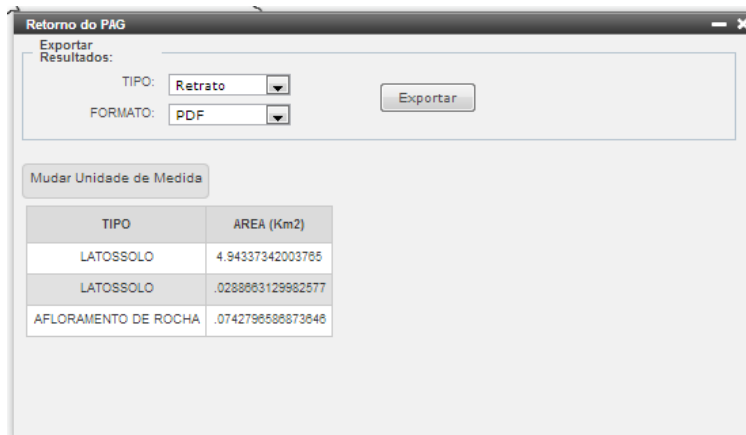 Retorno do PAG
Exportar
Resultados:
TIPO: Retrato
FORMATO: PDF
Exportar
Mudar Unidade de Medida
TIPO AREA (Km2)
LATOSSOLO 4.94337342003765
LATOSSOLO .0288663129982577
AFLORAMENTO DE ROCHA .0742796586873646